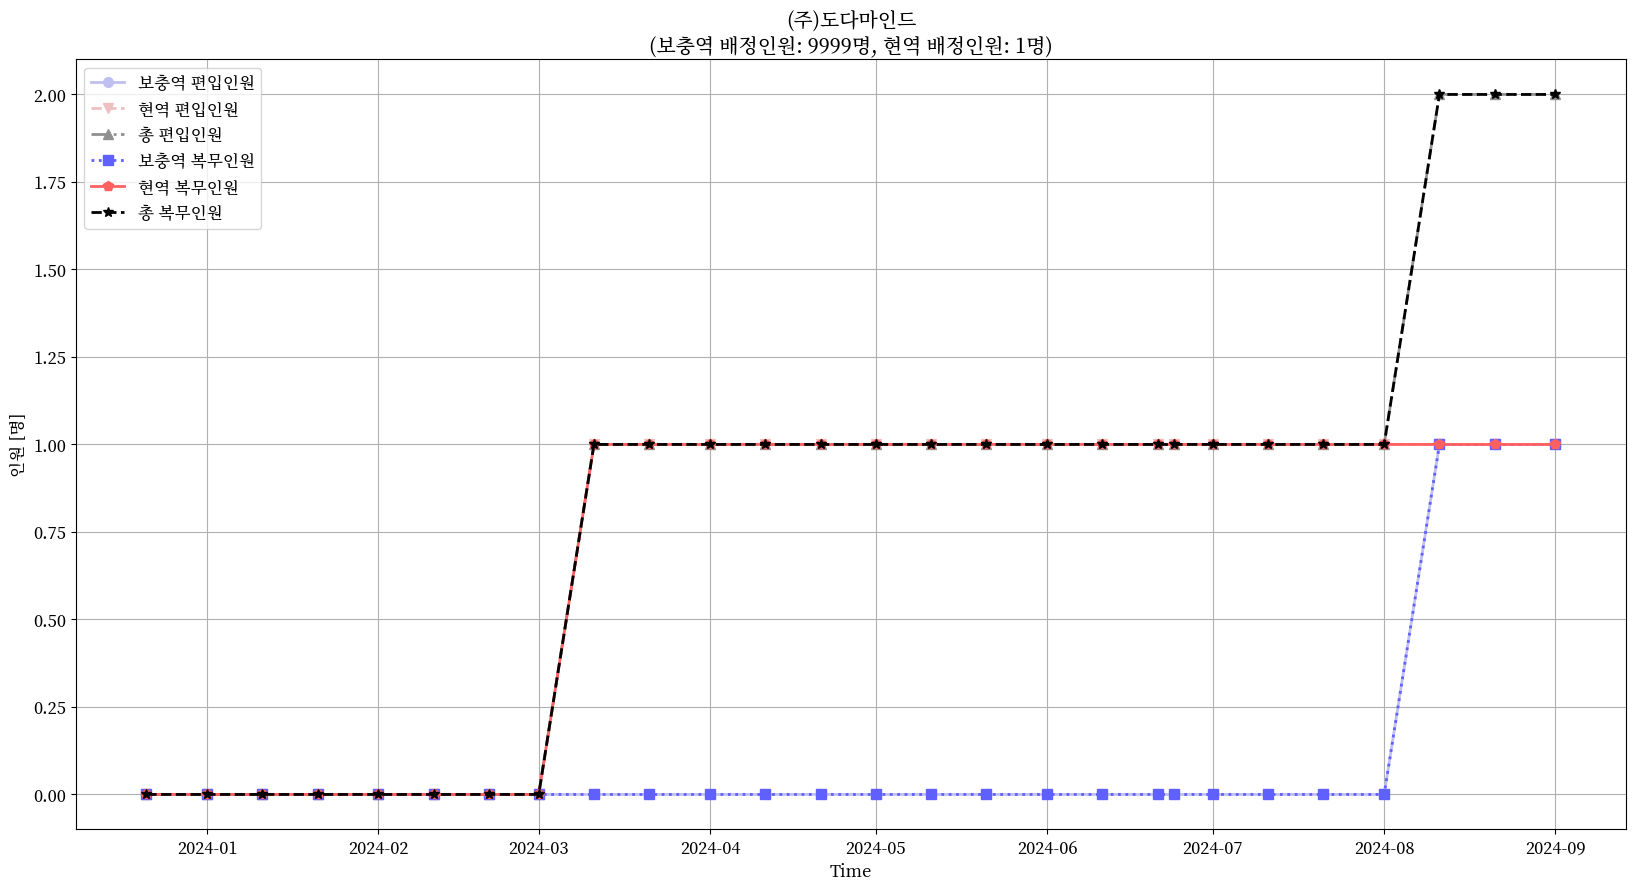 (주)도다마인드
(보충역 배정인원: 9999명, 현역 배정인원: 1명)
보충역 편입인원
현역 편입인원
총 편입인원
보충역 복무인원
현역 복무인원
총 복무인원
인원 [명]
2.00
1.75
1.50
1.25
1.00
0.75
0.50
0.25
0.00
2024-01 2024-02 2024-03 2024-04 2024-05 2024-06 2024-07 2024-08 2024-09
Time